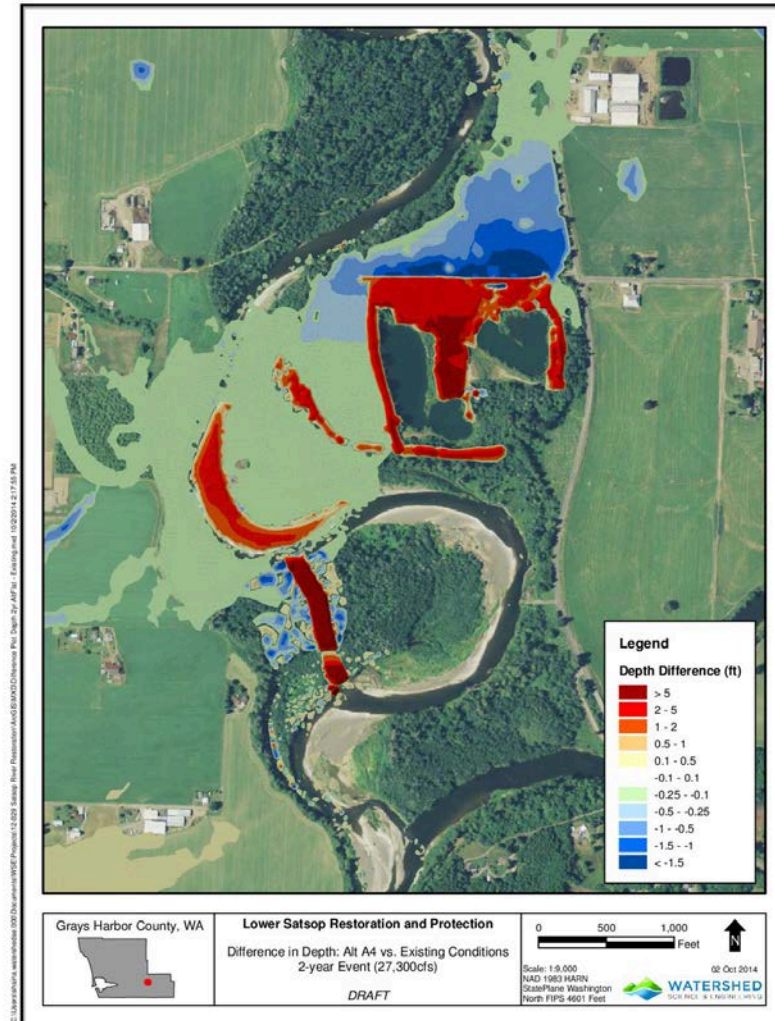 Legend
Depth Difference (ft)
> 5
2 - 5
1 - 2
0.5 - 1
0.1 - 0.5
-0.1 - 0.1
-0.25 - -0.1
-0.5 - -0.25
-1 - -0.5
-1.5 - -1
< -1.5
Grays Harbor County, WA
Lower Satsop Restoration and Protection
Difference in Depth: Alt A4 vs. Existing Conditions
2-year Event (27,300cfs)
DRAFT
0 500 1,000
Feet
N
Scale: 1:9,000
NAD 1983 HARN
StatePlane Washington
North FIPS 4601 Feet
02 Oct 2014
WATERSHED
SCIENCE & ENGINEERING